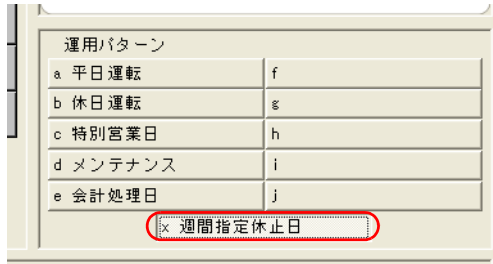 運用パターン
a 平日運転 f
b 休日運転 g
c 特別営業日 h
d メンテナンス i
e 会計処理日 j
x 週間指定休止日